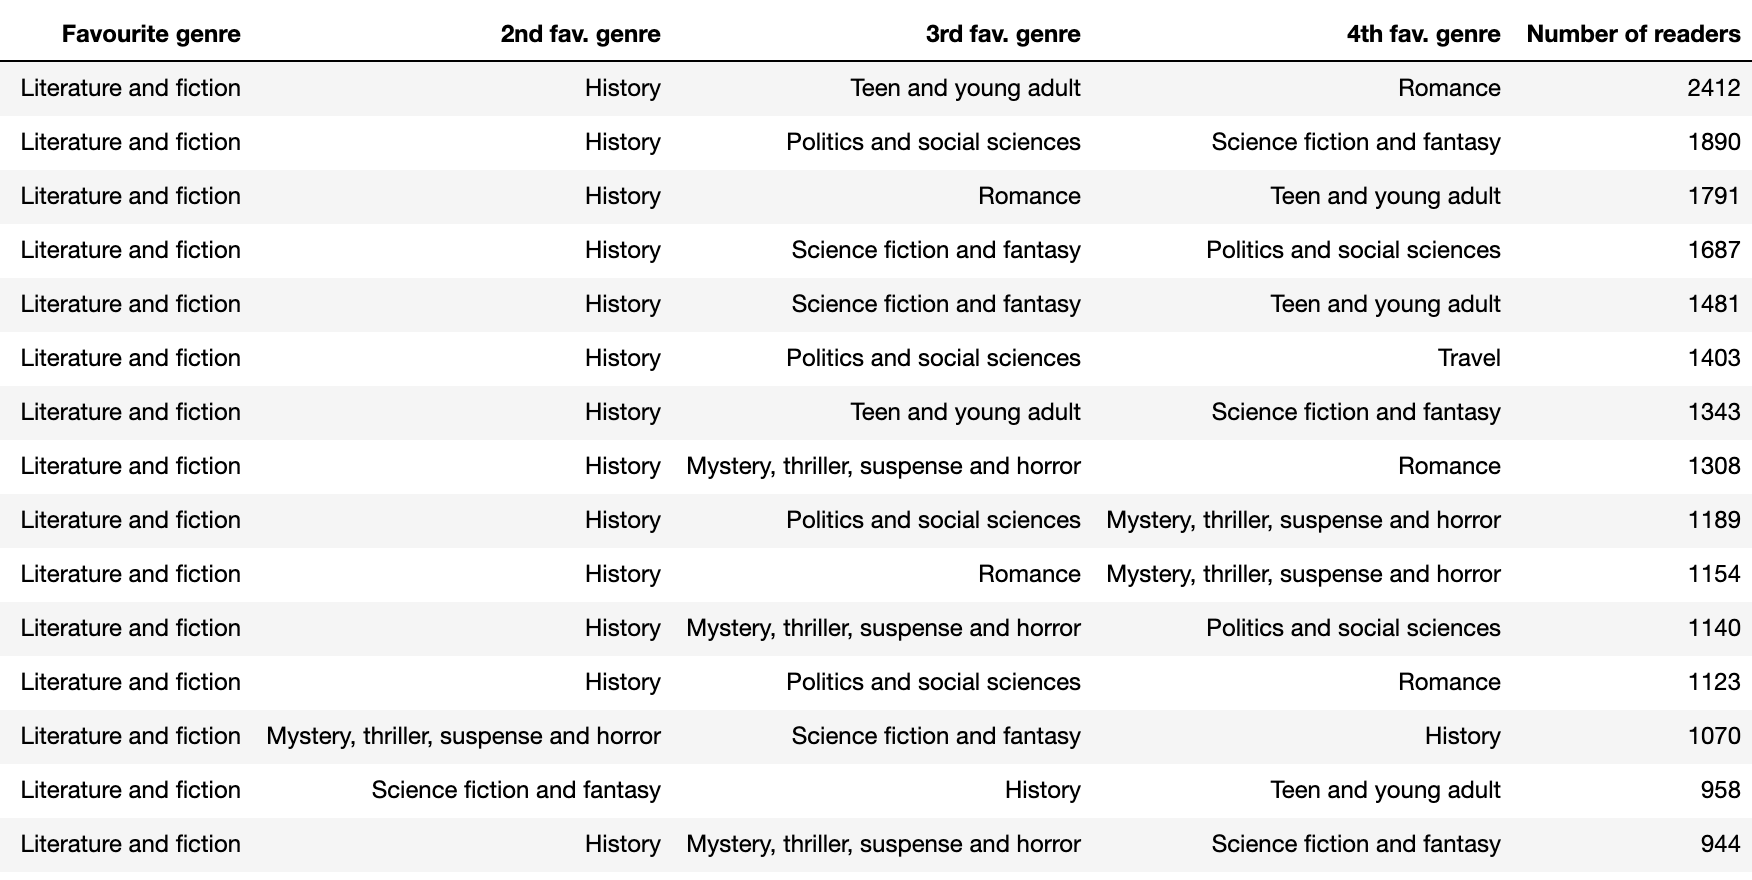 Favourite genre 2nd fav. genre 3rd fav. genre 4th fav. genre Number of readers
Literature and fiction History Teen and young adult Romance 2412
Literature and fiction History Politics and social sciences Science fiction and fantasy 1890
Literature and fiction History Romance Teen and young adult 1791
Literature and fiction History Science fiction and fantasy Politics and social sciences 1687
Literature and fiction History Science fiction and fantasy Teen and young adult 1481
Literature and fiction History Politics and social sciences Travel 1403
Literature and fiction History Teen and young adult Science fiction and fantasy 1343
Literature and fiction History Mystery, thriller, suspense and horror Romance 1308
Literature and fiction History Politics and social sciences Mystery, thriller, suspense and horror 1189
Literature and fiction History Romance Mystery, thriller, suspense and horror 1154
Literature and fiction History Mystery, thriller, suspense and horror Politics and social sciences 1140
Literature and fiction History Politics and social sciences Romance 1123
Literature and fiction Mystery, thriller, suspense and horror Science fiction and fantasy History 1070
Literature and fiction Science fiction and fantasy History Teen and young adult 958
Literature and fiction History Mystery, thriller, suspense and horror Science fiction and fantasy 944